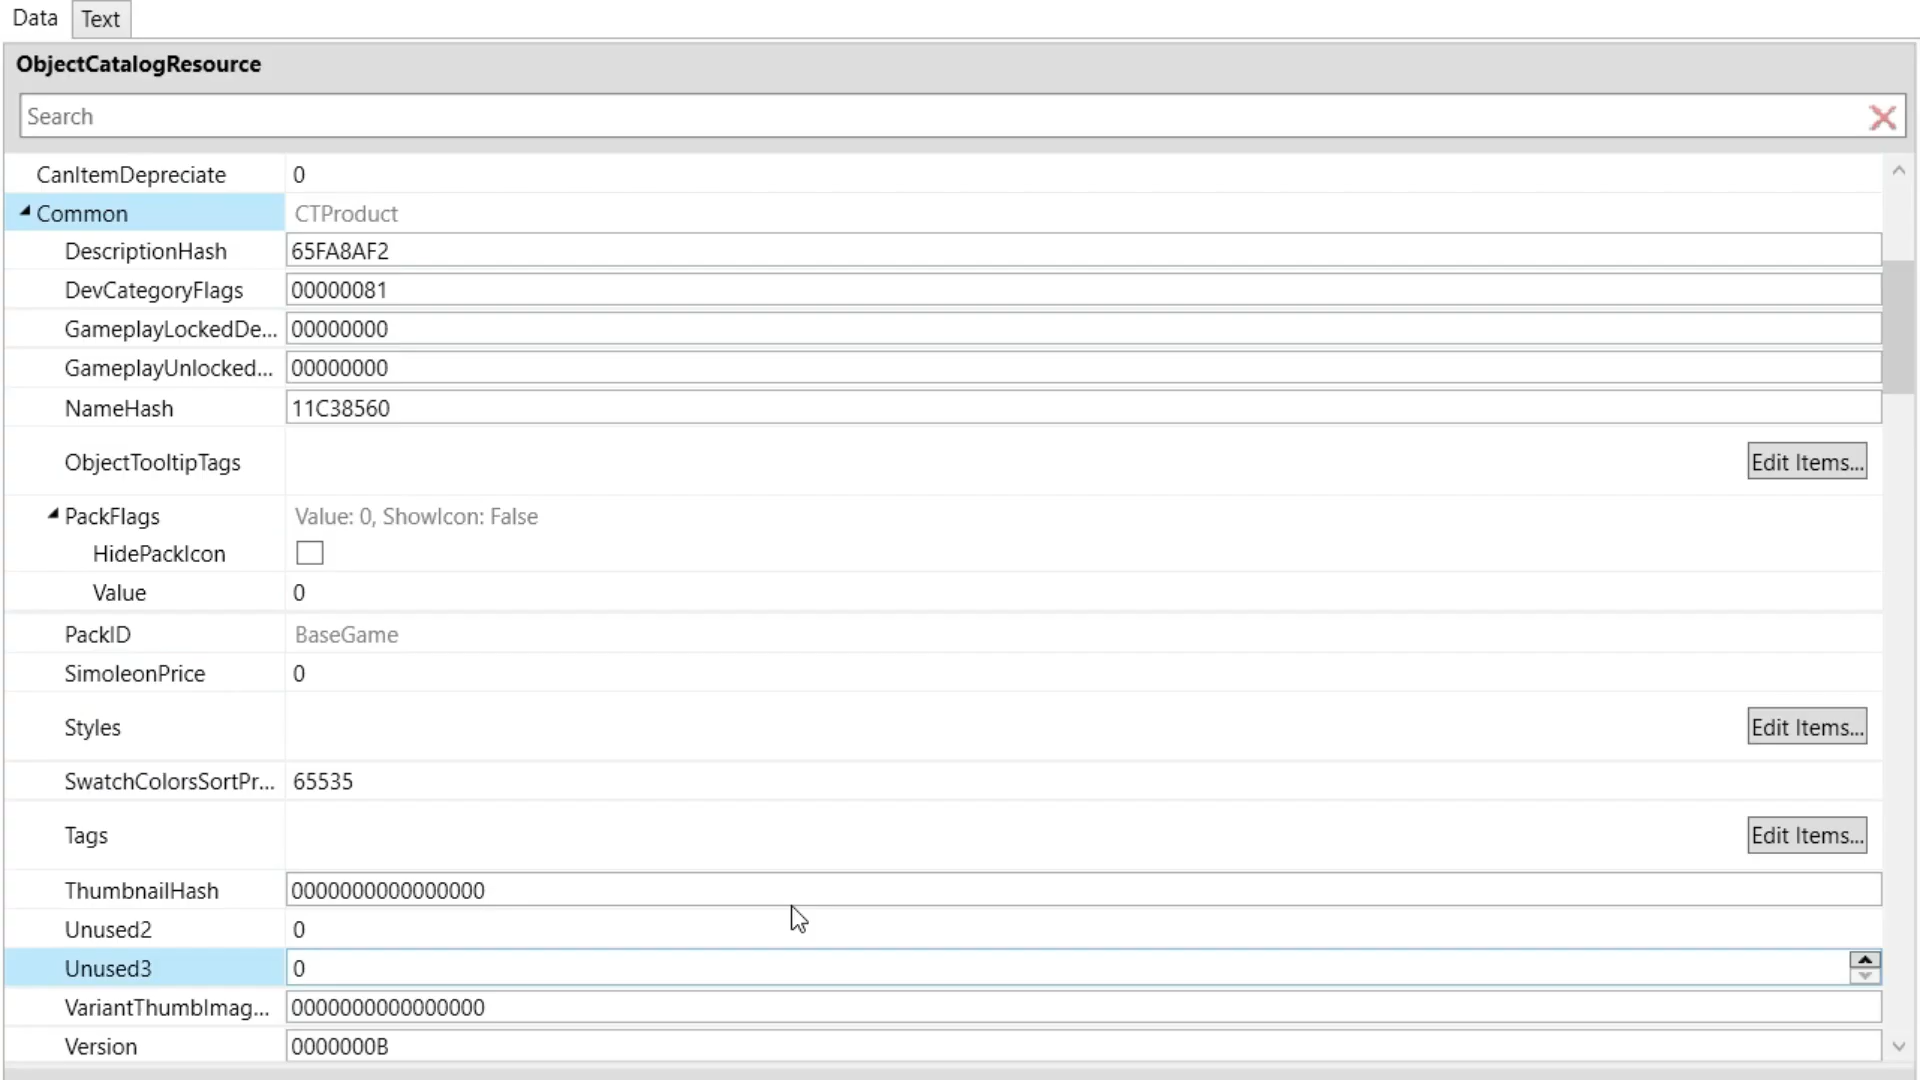 Data Text
ObjectCatalogResource
Search
CanItemDepreciate 0
Common CTProduct
DescriptionHash 65FA8AF2
DevCategoryFlags 00000081
GameplayLockedDe... 00000000
GameplayUnlocked... 00000000
NameHash 11C38560
ObjectTooltipTags Edit Items...
PackFlags Value: 0, ShowIcon: False
HidePackIcon
Value 0
PackID BaseGame
SimoleonPrice 0
Styles Edit Items...
SwatchColorsSortPr... 65535
Tags Edit Items...
ThumbnailHash 0000000000000000
Unused2 0
Unused3 0
VariantThumbImag... 0000000000000000
Version 0000000B